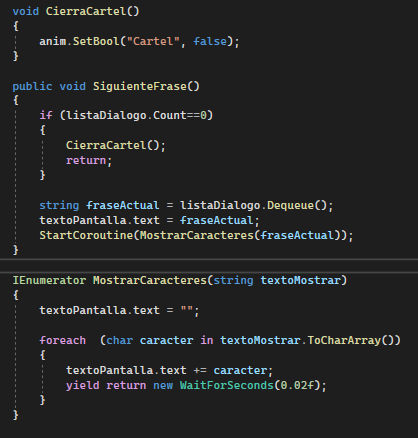 void CierraCartel()
{
    anim.SetBool("Cartel", false);
}

public void SiguienteFrase()
{
    if (listaDialogo.Count==0)
    {
        CierraCartel();
        return;
    }

    string fraseActual = listaDialogo.Dequeue();
    textoPantalla.text = fraseActual;
    StartCoroutine(MostrarCaracteres(fraseActual));
}

IEnumerator MostrarCaracteres(string textoMostrar)
{
    textoPantalla.text = "";

    foreach  (char caracter in textoMostrar.ToCharArray())
    {
        textoPantalla.text += caracter;
        yield return new WaitForSeconds(0.02f);
    }
}